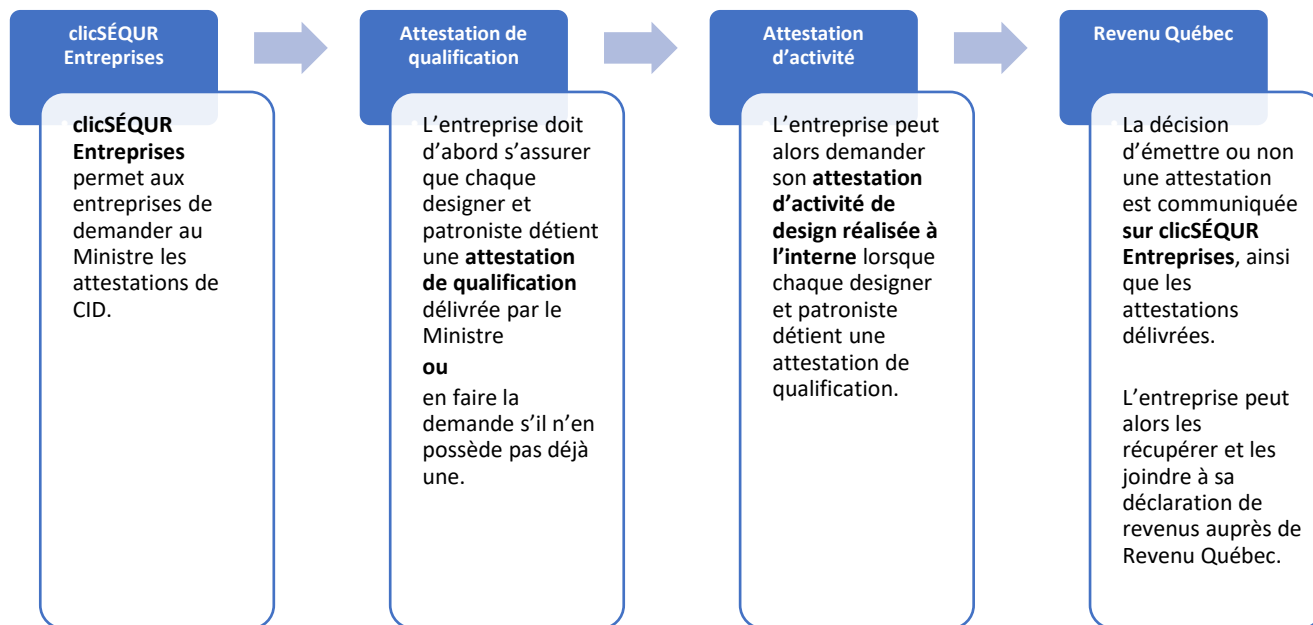 clicSÉQUR
Entreprises
clicSÉQUR
Entreprises
permet aux
entreprises de
demander au
Ministre les
attestations de
CID.
Attestation de
qualification
L’entreprise doit
d’abord s’assurer
que chaque
designer et
patroniste détient
une attestation
de qualification
délivrée par le
Ministre
ou
en faire la
demande s’il n’en
possède pas déjà
une.
Attestation
d’activité
L’entreprise peut
alors demander
son attestation
d’activité de
design réalisée à
l’interne lorsque
chaque designer
et patroniste
détient une
attestation de
qualification.
Revenu Québec
La décision
d’émettre ou non
une attestation
est communiquée
sur clicSÉQUR
Entreprises, ainsi
que les
attestations
délivrées.
L’entreprise peut
alors les
récupérer et les
joindre à sa
déclaration de
revenus auprès de
Revenu Québec.